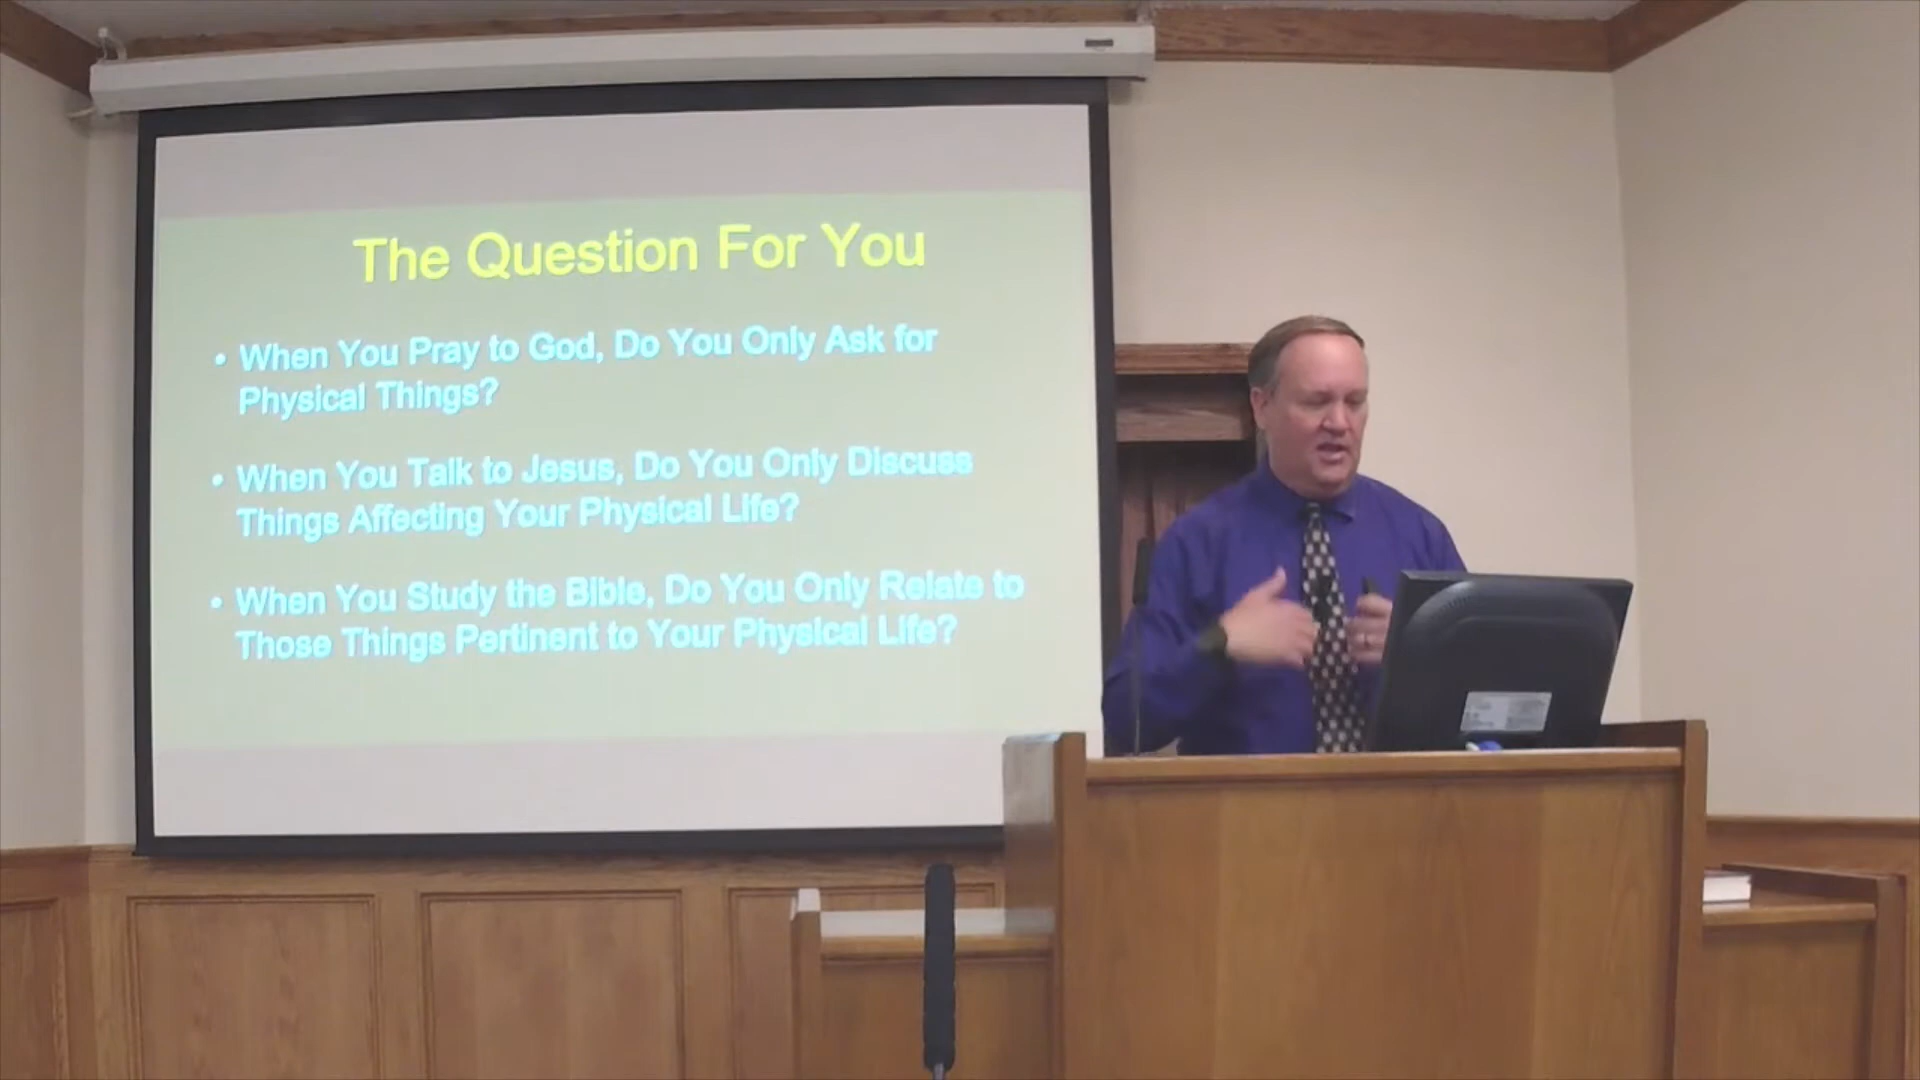 The Question For You
• When You Pray to God, Do You Only Ask for
Physical Things?
• When You Talk to Jesus, Do You Only Discuss
Things Affecting Your Physical Life?
• When You Study the Bible, Do You Only Relate to
Those Things Pertinent to Your Physical Life?